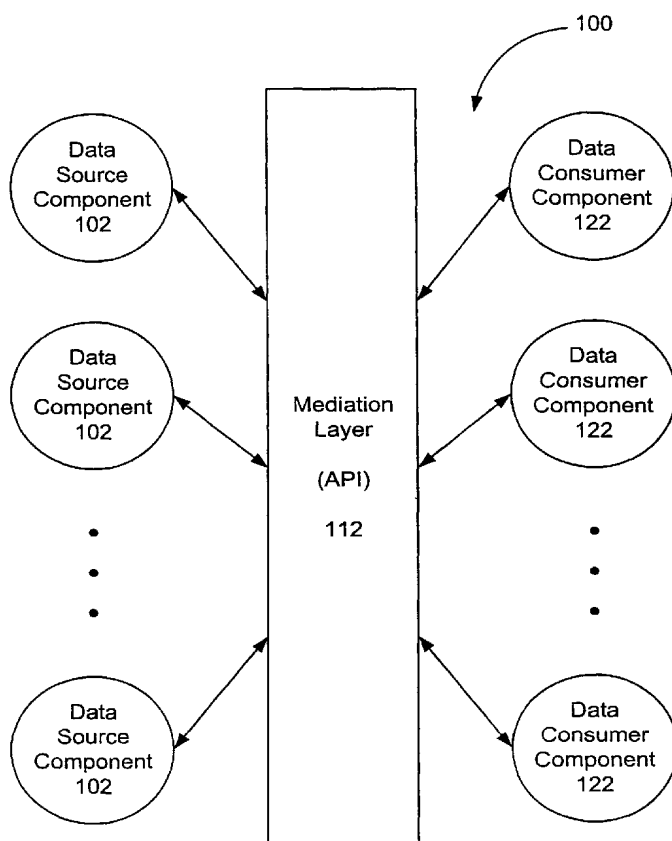 100
Data
Source
Component
102
Data
Consumer
Component
122
Data
Source
Component
102
Mediation
Layer
(API)
112
Data
Consumer
Component
122
Data
Source
Component
102
Data
Consumer
Component
122